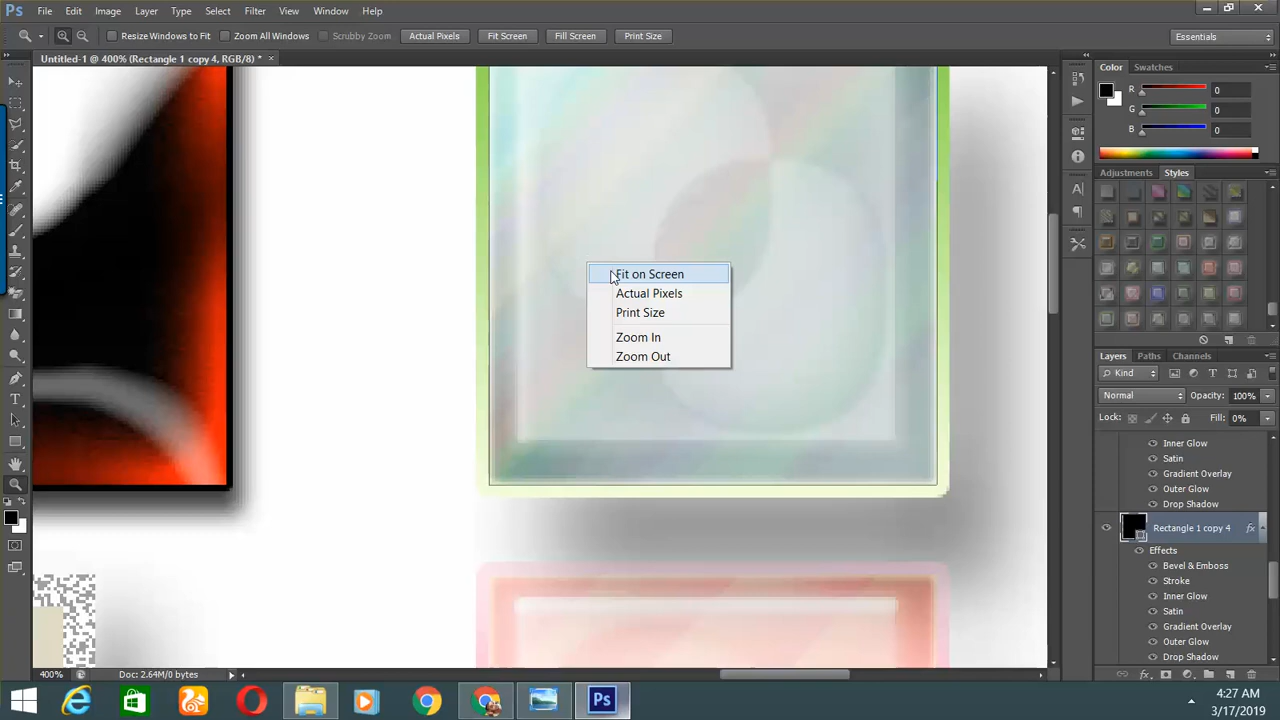 Ps File Edit Image Layer Type Select Filter View Window Help
Resize Windows to Fit Zoom All Windows Scrubby Zoom Actual Pixels Fit Screen Fill Screen Print Size Essentials
Untitled-1 @ 400% (Rectangle 1 copy 4, RGB/8) *
Color Swatches
R 0
G 0
B 0
Adjustments Styles
Fit on Screen
Actual Pixels
Print Size
Zoom In
Zoom Out
Layers Paths Channels
Kind
Normal Opacity: 100%
Lock: Fill: 0%
Inner Glow
Satin
Gradient Overlay
Outer Glow
Drop Shadow
Rectangle 1 copy 4 fx
Effects
Bevel & Emboss
Stroke
Inner Glow
Satin
Gradient Overlay
Outer Glow
Drop Shadow
400% Doc: 2.64M/0 bytes
Ps
4:27 AM
3/17/2019